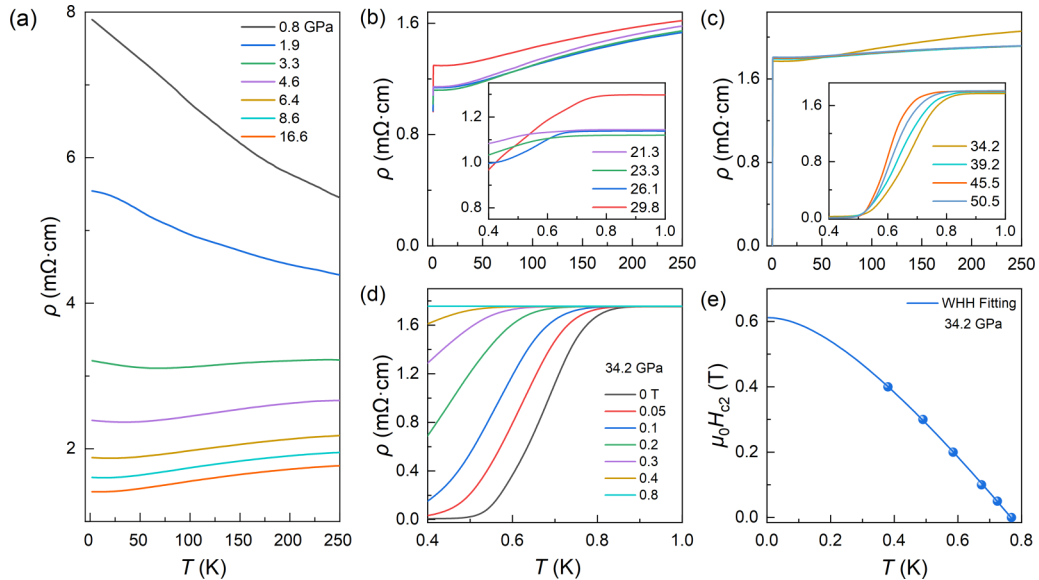 (a)
8
6
4
2
ρ (mΩ·cm)
0.8 GPa
1.9
3.3
4.6
6.4
8.6
16.6
0 50 100 150 200 250
T (K)
(b)
1.6
1.2
0.8
0.0
ρ (mΩ·cm)
1.2
1.0
0.8
21.3
23.3
26.1
29.8
0.4 0.6 0.8 1.0
0 50 100 150 200 250
(c)
1.6
0.8
0.0
ρ (mΩ·cm)
1.6
0.8
0.0
34.2
39.2
45.5
50.5
0.4 0.6 0.8 1.0
0 50 100 150 200 250
(d)
1.6
1.2
0.8
0.4
0.0
ρ (mΩ·cm)
34.2 GPa
0 T
0.05
0.1
0.2
0.3
0.4
0.8
0.4 0.6 0.8 1.0
T (K)
(e)
WHH Fitting
34.2 GPa
0.6
0.4
0.2
0.0
μ0Hc2 (T)
0.0 0.2 0.4 0.6 0.8
T (K)